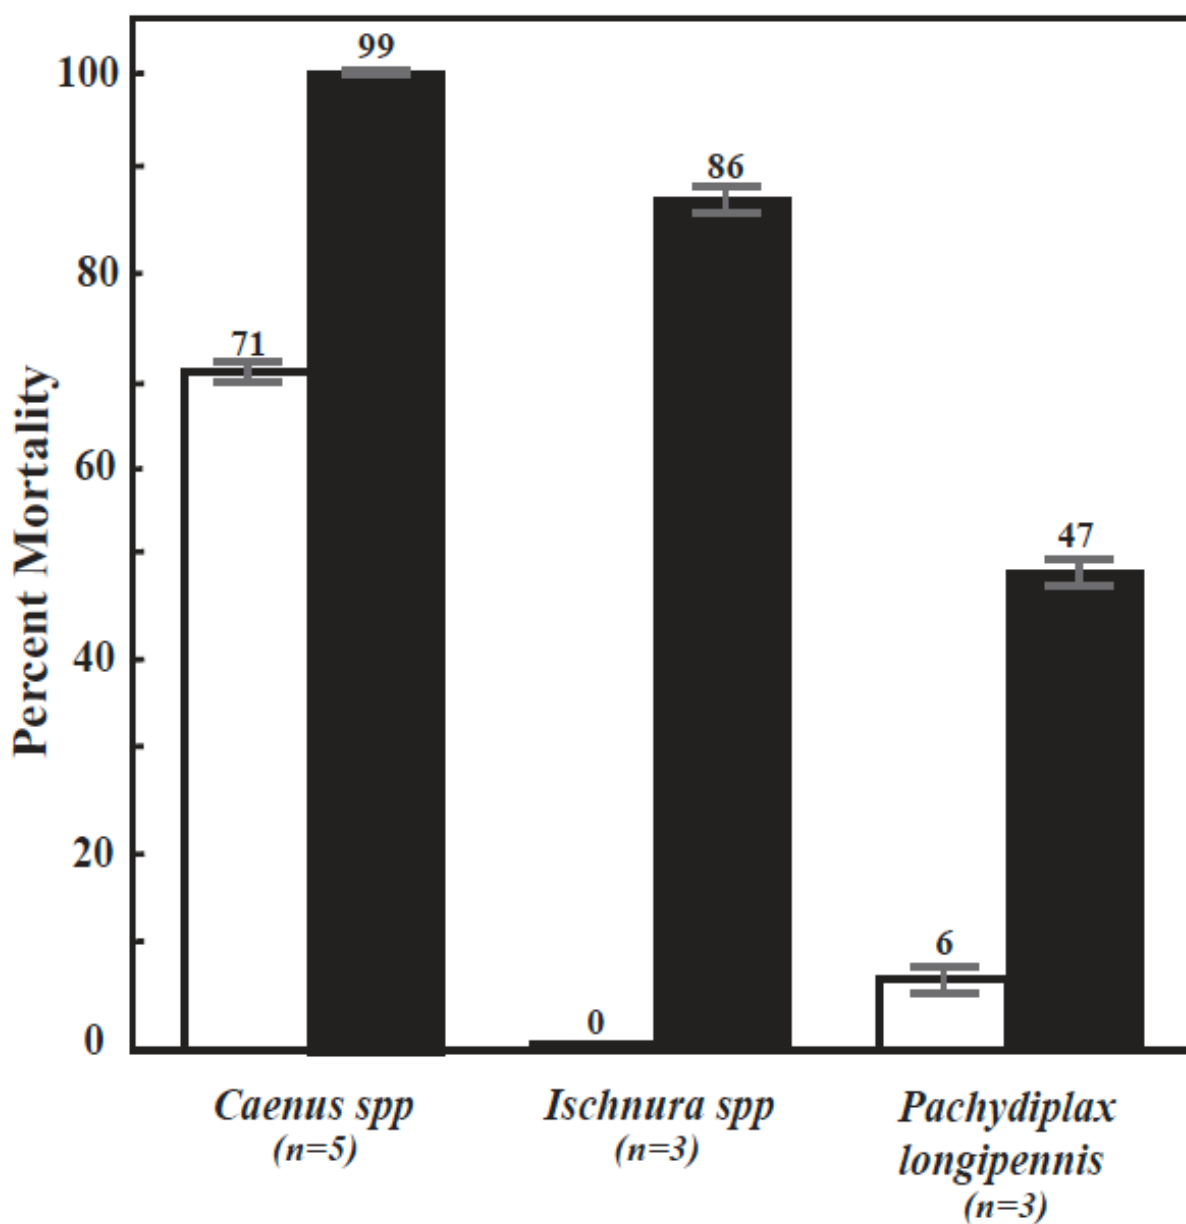 99
100
86
80
71
Percent Mortality
60
47
40
20
6
0
0
Caenus spp
(n=5)
Ischnura spp
(n=3)
Pachydiplax
longipennis
(n=3)